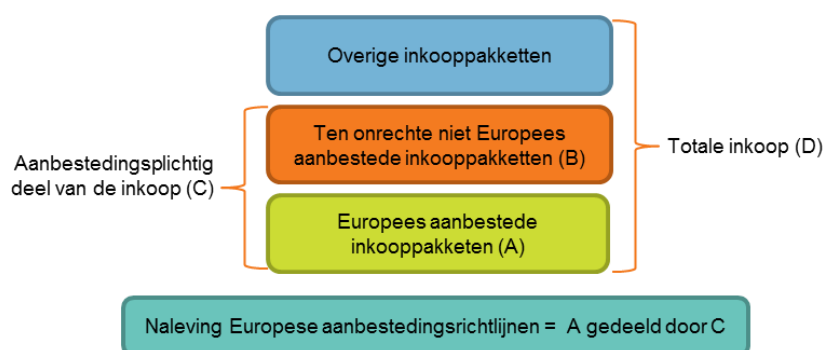 Overige inkooppakketten
Ten onrechte niet Europees
aanbestede inkooppakketten (B)
Aanbestedingsplichtig
deel van de inkoop (C)
Totale inkoop (D)
Europees aanbestede
inkooppakketen (A)
Naleving Europese aanbestedingsrichtlijnen = A gedeeld door C